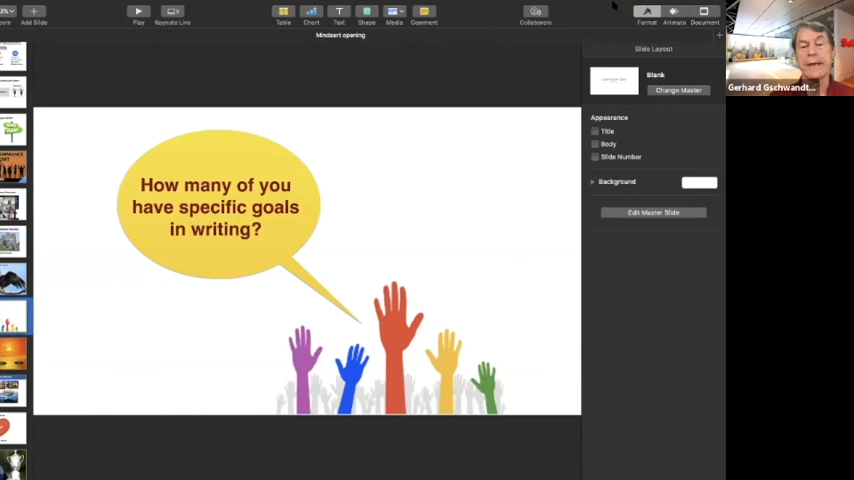 Add Slide
Play
Keynote Live
Table
Chart
Text
Shape
Media
Comment
Collaborate
Format
Animate
Document
Mindset opening
Slide Layout
Blank
Change Master
Appearance
Title
Body
Slide Number
Background
Edit Master Slide
How many of you
have specific goals
in writing?
Gerhard Gschwandt...